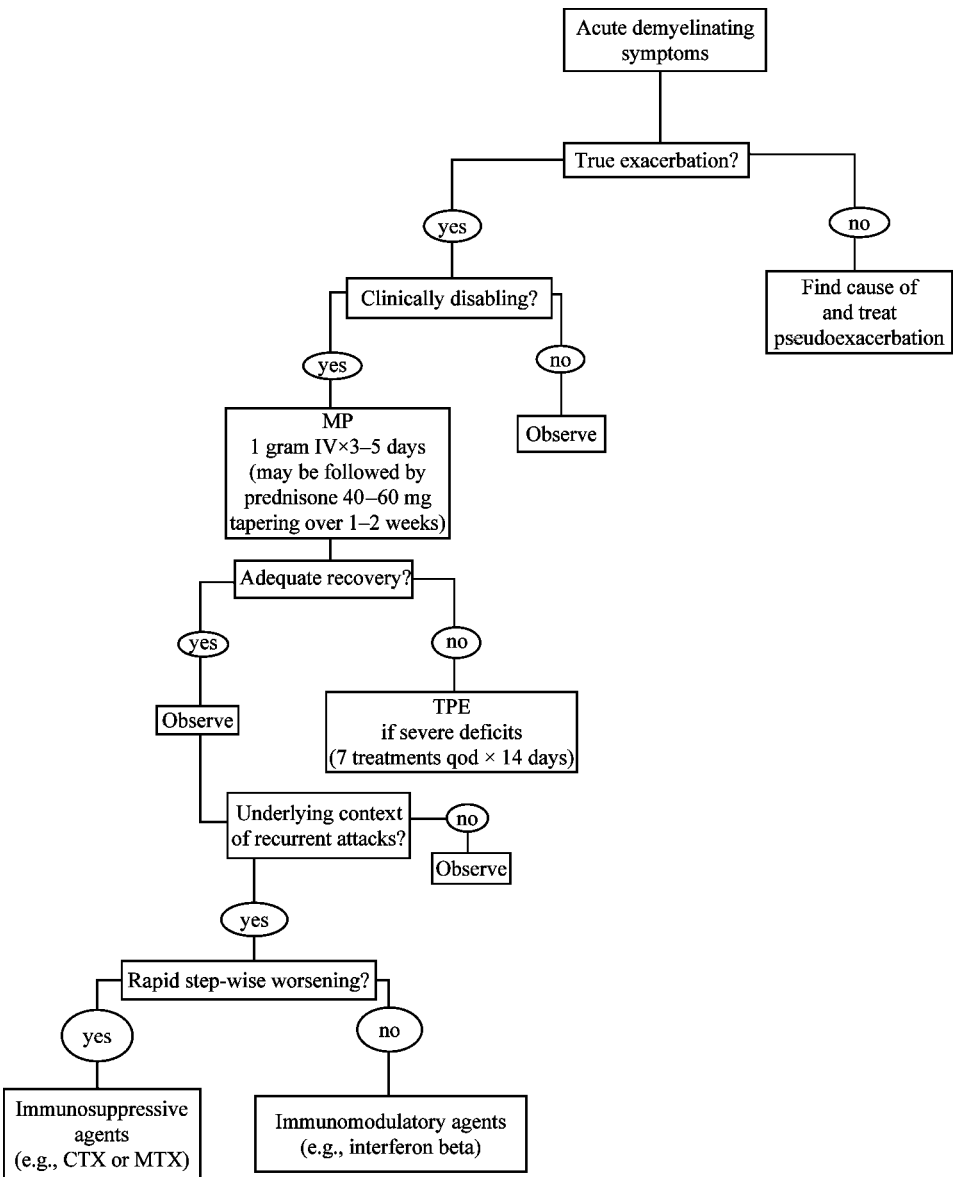 Acute demyelinating
symptoms
True exacerbation?
yes
no
Clinically disabling?
Find cause of
and treat
pseudoexacerbation
yes
no
MP
1 gram IV×3–5 days
(may be followed by
prednisone 40–60 mg
tapering over 1–2 weeks)
Observe
Adequate recovery?
yes
no
Observe
TPE
if severe deficits
(7 treatments qod × 14 days)
Underlying context
of recurrent attacks?
no
Observe
yes
Rapid step-wise worsening?
yes
no
Immunosuppressive
agents
(e.g., CTX or MTX)
Immunomodulatory agents
(e.g., interferon beta)